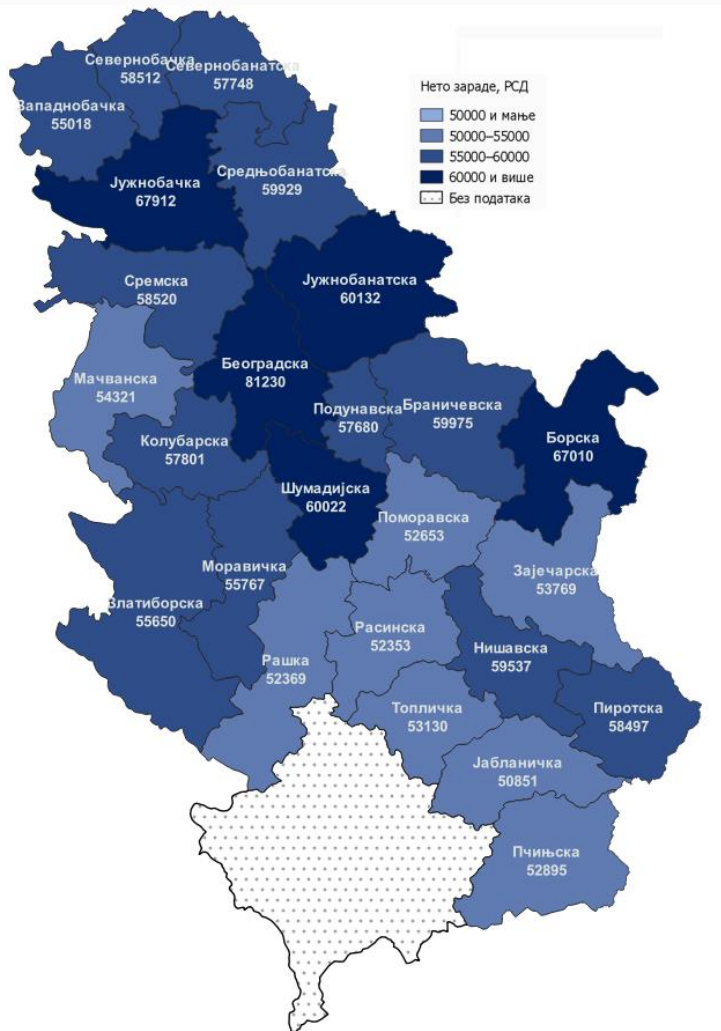 Севернобачка
58512
Севернобанатска
57748
Западнобачка
55018
Нето зараде, РСД
50000 и мање
50000–55000
55000–60000
60000 и више
Без података
Јужнобачка
67912
Средњобанатска
59929
Сремска
58520
Јужнобанатска
60132
Београдска
81230
Мачванска
54321
Подунавска
57680
Браничевска
59975
Колубарска
57801
Борска
67010
Шумадијска
60022
Поморавска
52653
Моравичка
55767
Зајечарска
53769
Златиборска
55650
Расинска
52353
Нишавска
59537
Рашка
52369
Топличка
53130
Пиротска
58497
Јабланичка
50851
Пчињска
52895